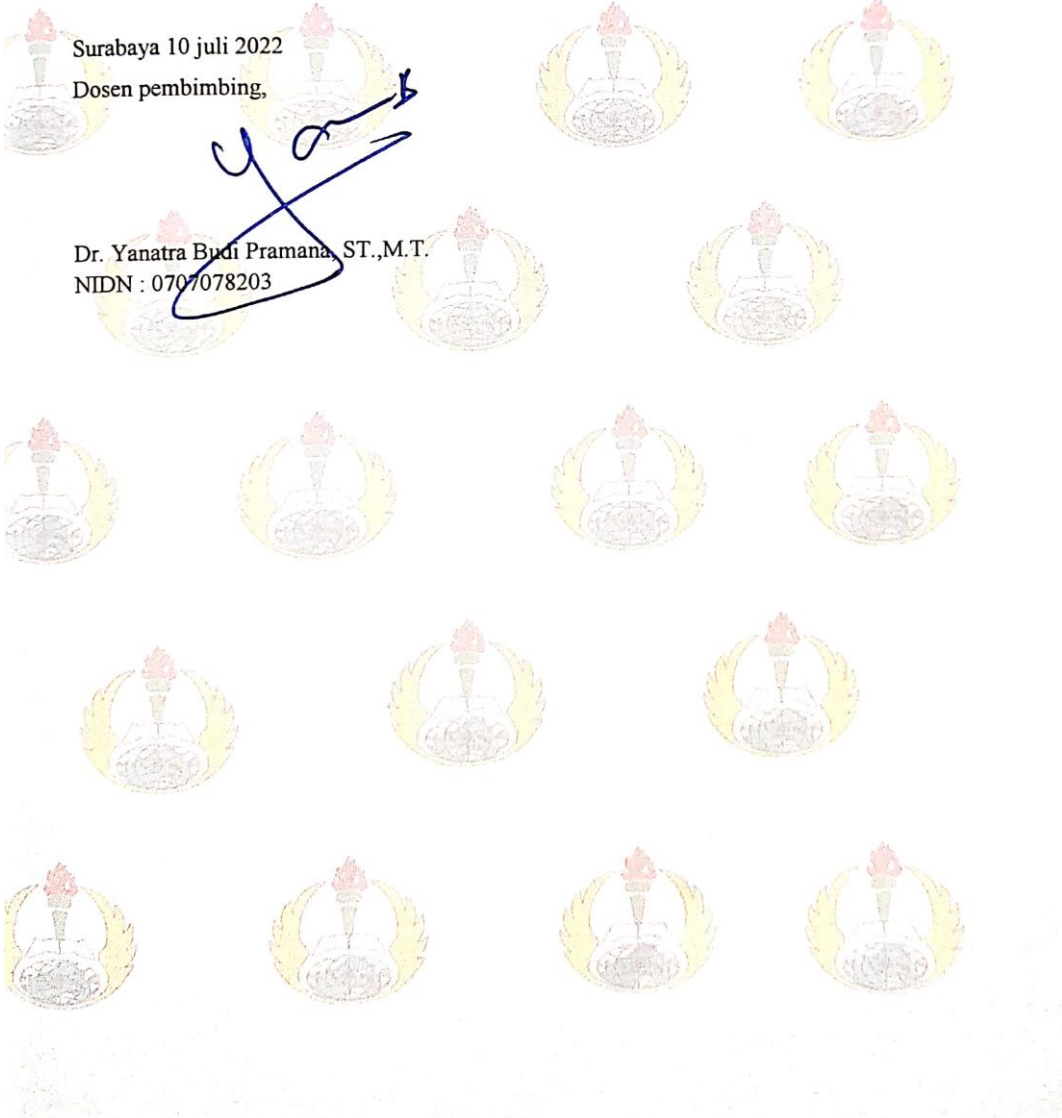 Surabaya 10 juli 2022
Dosen pembimbing,
Dr. Yanatra Budi Pramana, ST.,M.T.
NIDN : 0707078203